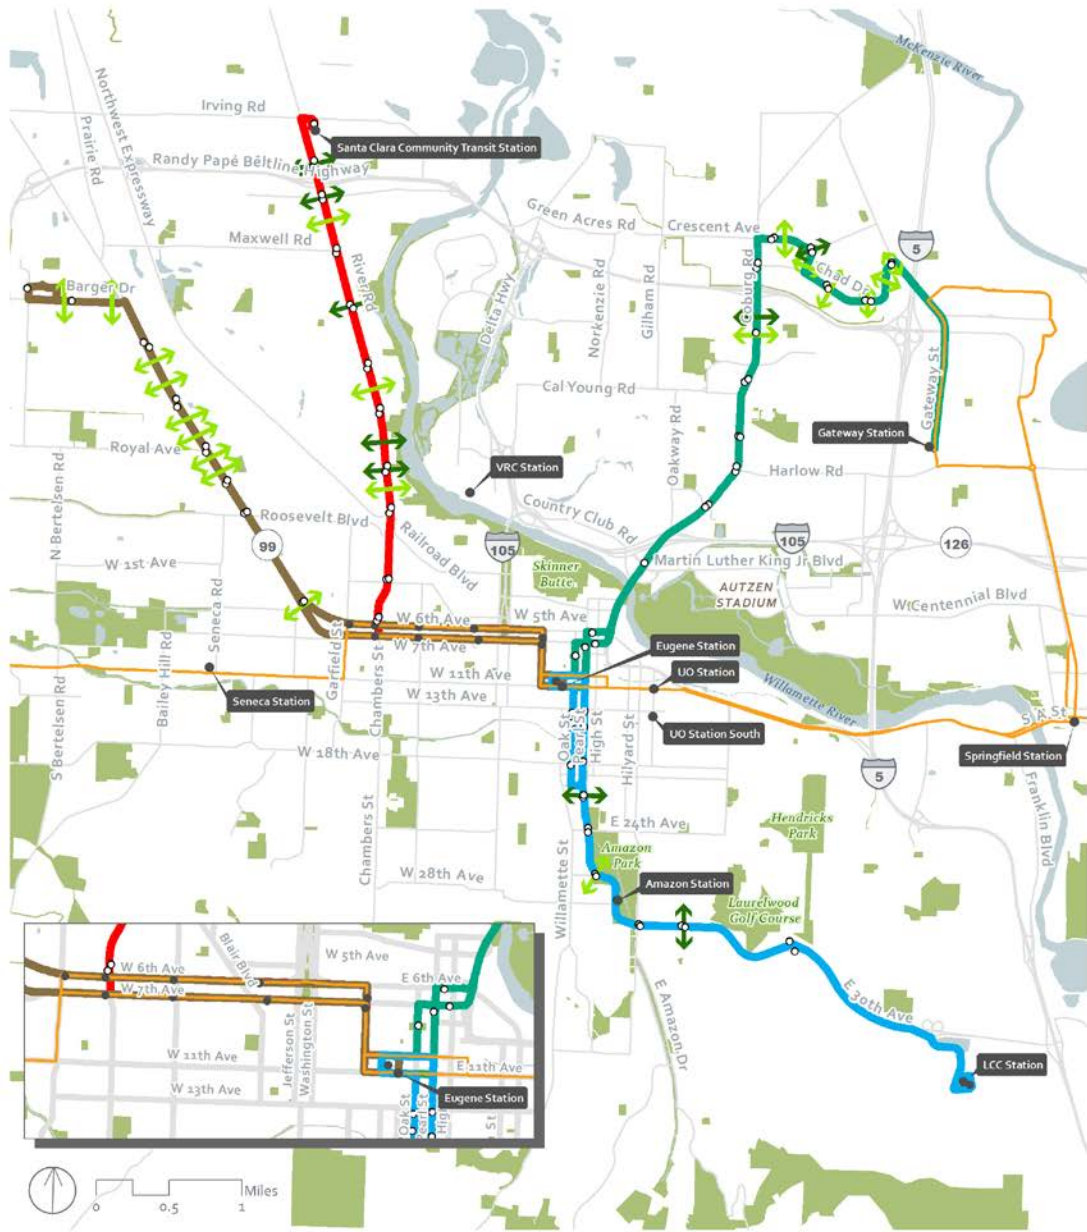 McKenzie River
Irving Rd
Santa Clara Community Transit Station
Northwest Expressway
Prairie Rd
Randy Papé Beltline Highway
Green Acres Rd
Crescent Ave
Maxwell Rd
River Rd
5
Barger Dr
Delta Hwy
Norkenzie Rd
Gilham Rd
Coburg Rd
Chad Dr
Gateway St
Cal Young Rd
Oakway Rd
Royal Ave
Gateway Station
N Bertelsen Rd
VRC Station
Harlow Rd
Roosevelt Blvd
Country Club Rd
99
Railroad Blvd
105
105
126
W 1st Ave
Martin Luther King Jr Blvd
Skinner
Butte
AUTZEN
STADIUM
Seneca Rd
W Centennial Blvd
W 6th Ave
W 5th Ave
W 7th Ave
Garfield St
Chambers St
Eugene Station
Bailey Hill Rd
W 11th Ave
UO Station
Seneca Station
W 13th Ave
Willamette
River
S Bertelsen Rd
Oak St
Pearl St
High St
Hilyard St
UO Station South
S A St
W 18th Ave
Springfield Station
5
Franklin Blvd
Chambers St
E 24th Ave
Hendricks
Park
Willamette St
Amazon
Park
W 28th Ave
Amazon Station
Laurelwood
Golf Course
E 30th Ave
E Amazon Dr
LCC Station
Blair Blvd
W 5th Ave
W 6th Ave
E 6th Ave
W 7th Ave
Jefferson St
Washington St
W 11th Ave
E 11th Ave
W 13th Ave
Eugene Station
Oak St
Pearl St
High
St
Miles
0
0.5
1